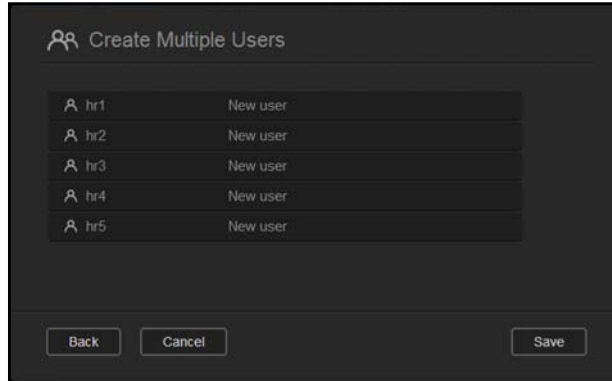 Create Multiple Users
hr1 New user
hr2 New user
hr3 New user
hr4 New user
hr5 New user
Back Cancel Save